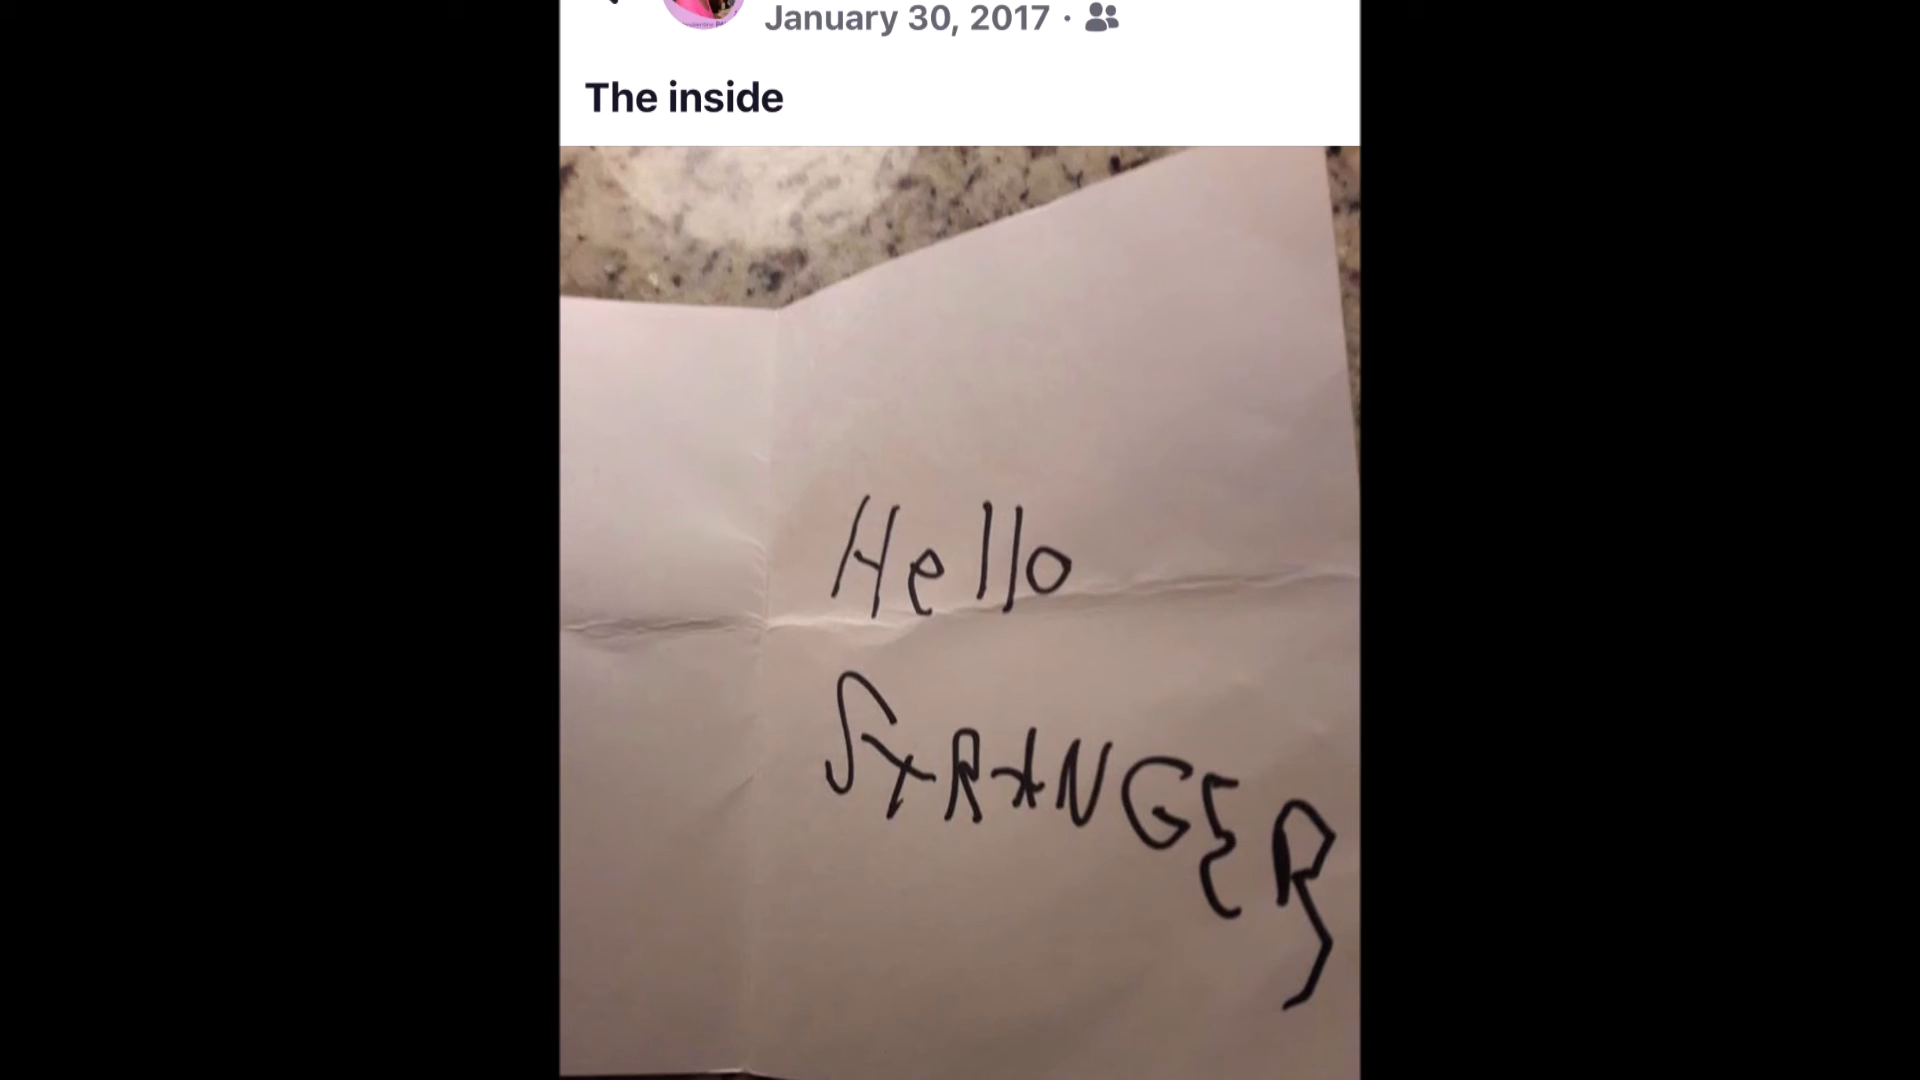 January 30, 2017 ·
The inside
Hello
STRANGER